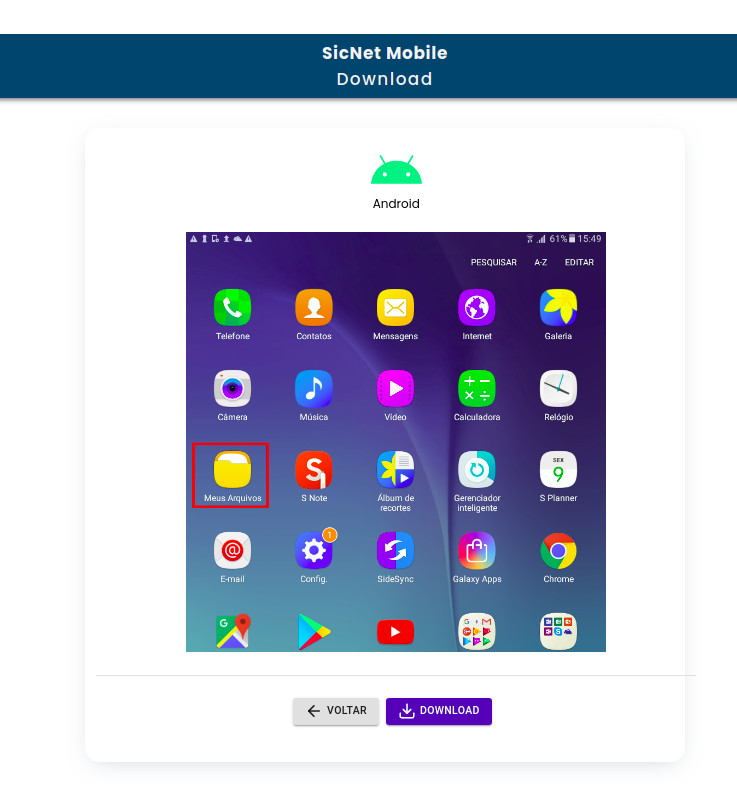 SicNet Mobile
Download
Android
61% 15:49
PESQUISAR A-Z EDITAR
Telefone Contatos Mensagens Internet Galeria
Câmera Música Vídeo Calculadora Relógio
SEX
9
Meus Arquivos S Note Álbum de recortes Gerenciador inteligente S Planner
1
E-mail Config. SideSync Galaxy Apps Chrome
VOLTAR DOWNLOAD